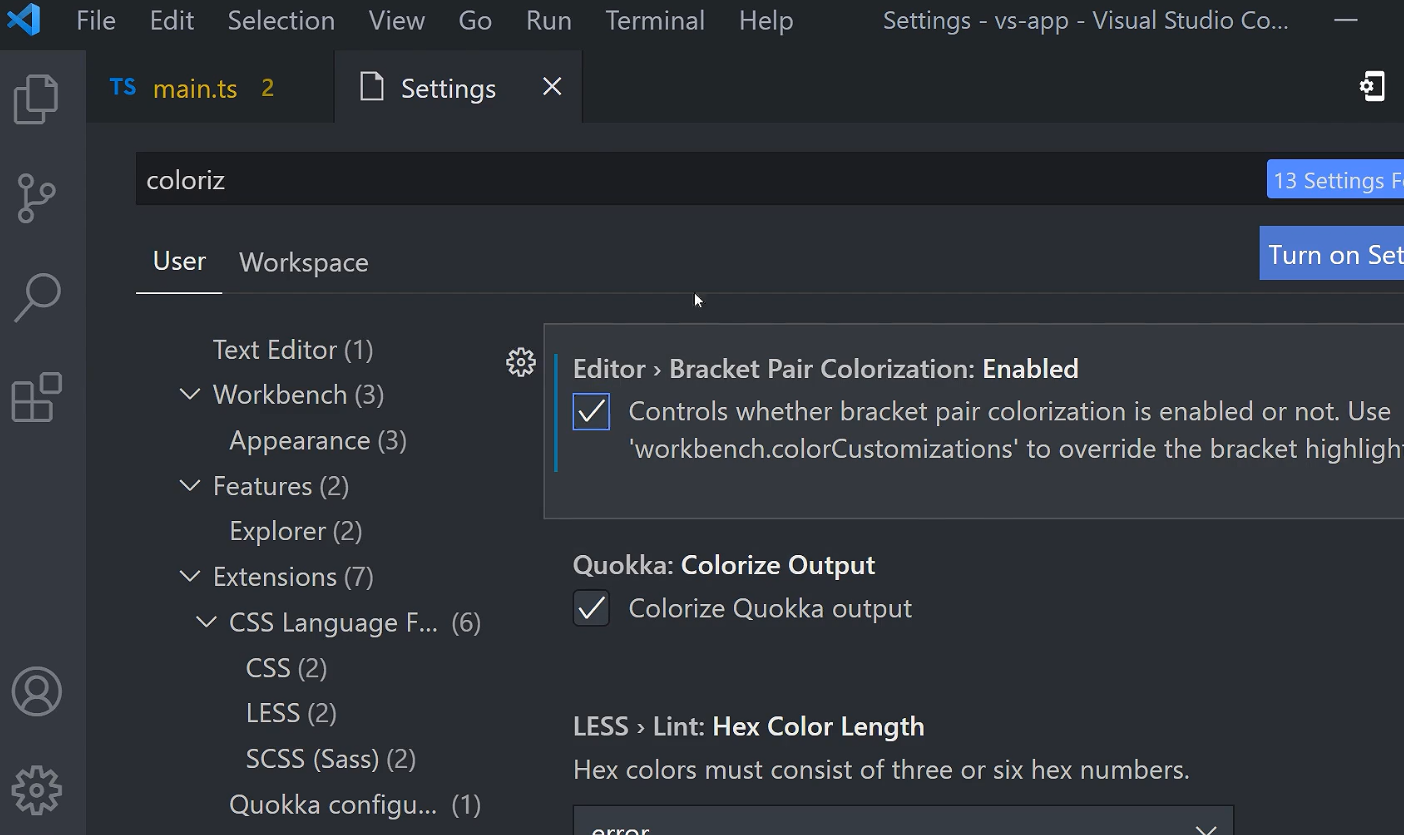 File Edit Selection View Go Run Terminal Help Settings - vs-app - Visual Studio Co...
TS main.ts 2 Settings
coloriz
13 Settings
User Workspace
Turn on
Text Editor (1)
Workbench (3)
Appearance (3)
Features (2)
Explorer (2)
Extensions (7)
CSS Language F... (6)
CSS (2)
LESS (2)
SCSS (Sass) (2)
Quokka configu... (1)
Editor › Bracket Pair Colorization: Enabled
Controls whether bracket pair colorization is enabled or not. Use
'workbench.colorCustomizations' to override the bracket highligh
Quokka: Colorize Output
Colorize Quokka output
LESS › Lint: Hex Color Length
Hex colors must consist of three or six hex numbers.
error